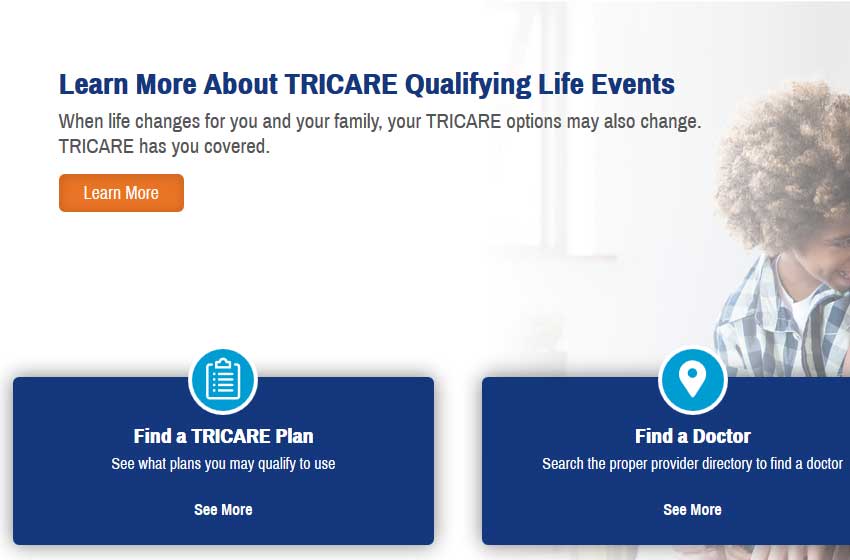 Learn More About TRICARE Qualifying Life Events
When life changes for you and your family, your TRICARE options may also change.
TRICARE has you covered.
Learn More
Find a TRICARE Plan
See what plans you may qualify to use
See More
Find a Doctor
Search the proper provider directory to find a doctor
See More